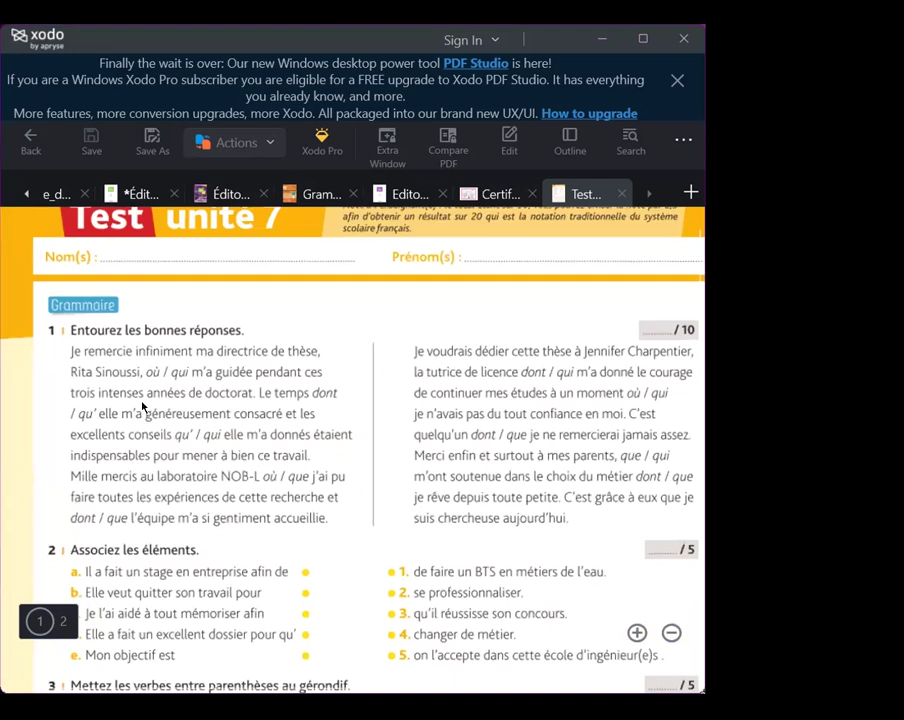 xodo
by apryse
Sign In
Finally the wait is over: Our new Windows desktop power tool PDF Studio is here!
If you are a Windows Xodo Pro subscriber you are eligible for a FREE upgrade to Xodo PDF Studio. It has everything
you already know, and more.
More features, more conversion upgrades, more Xodo. All packaged into our brand new UX/UI. How to upgrade
Back
Save
Save As
Actions
Xodo Pro
Extra Window
Compare PDF
Edit
Outline
Search
e_d...
*Édit...
Édito...
Gram...
Edito...
Certif...
Test...
Test unité 7
afin d'obtenir un résultat sur 20 qui est la notation traditionnelle du système
scolaire français.
Nom(s) :
Prénom(s) :
Grammaire
1 Entourez les bonnes réponses.
/ 10
Je remercie infiniment ma directrice de thèse,
Rita Sinoussi, où / qui m'a guidée pendant ces
trois intenses années de doctorat. Le temps dont
/ qu' elle m'a généreusement consacré et les
excellents conseils qu' / qui elle m'a donnés étaient
indispensables pour mener à bien ce travail.
Mille mercis au laboratoire NOB-L où / que j'ai pu
faire toutes les expériences de cette recherche et
dont / que l'équipe m'a si gentiment accueillie.
Je voudrais dédier cette thèse à Jennifer Charpentier,
la tutrice de licence dont / qui m'a donné le courage
de continuer mes études à un moment où / qui
je n'avais pas du tout confiance en moi. C'est
quelqu'un dont / que je ne remercierai jamais assez.
Merci enfin et surtout à mes parents, que / qui
m'ont soutenue dans le choix du métier dont / que
je rêve depuis toute petite. C'est grâce à eux que je
suis chercheuse aujourd'hui.
2 Associez les éléments.
/ 5
a. Il a fait un stage en entreprise afin de
b. Elle veut quitter son travail pour
Je l'ai aidé à tout mémoriser afin
. Elle a fait un excellent dossier pour qu'
e. Mon objectif est
1. de faire un BTS en métiers de l'eau.
2. se professionnaliser.
3. qu'il réussisse son concours.
4. changer de métier.
5. on l'accepte dans cette école d'ingénieur(e)s .
1 2
3 Mettez les verbes entre parenthèses au gérondif.
/ 5